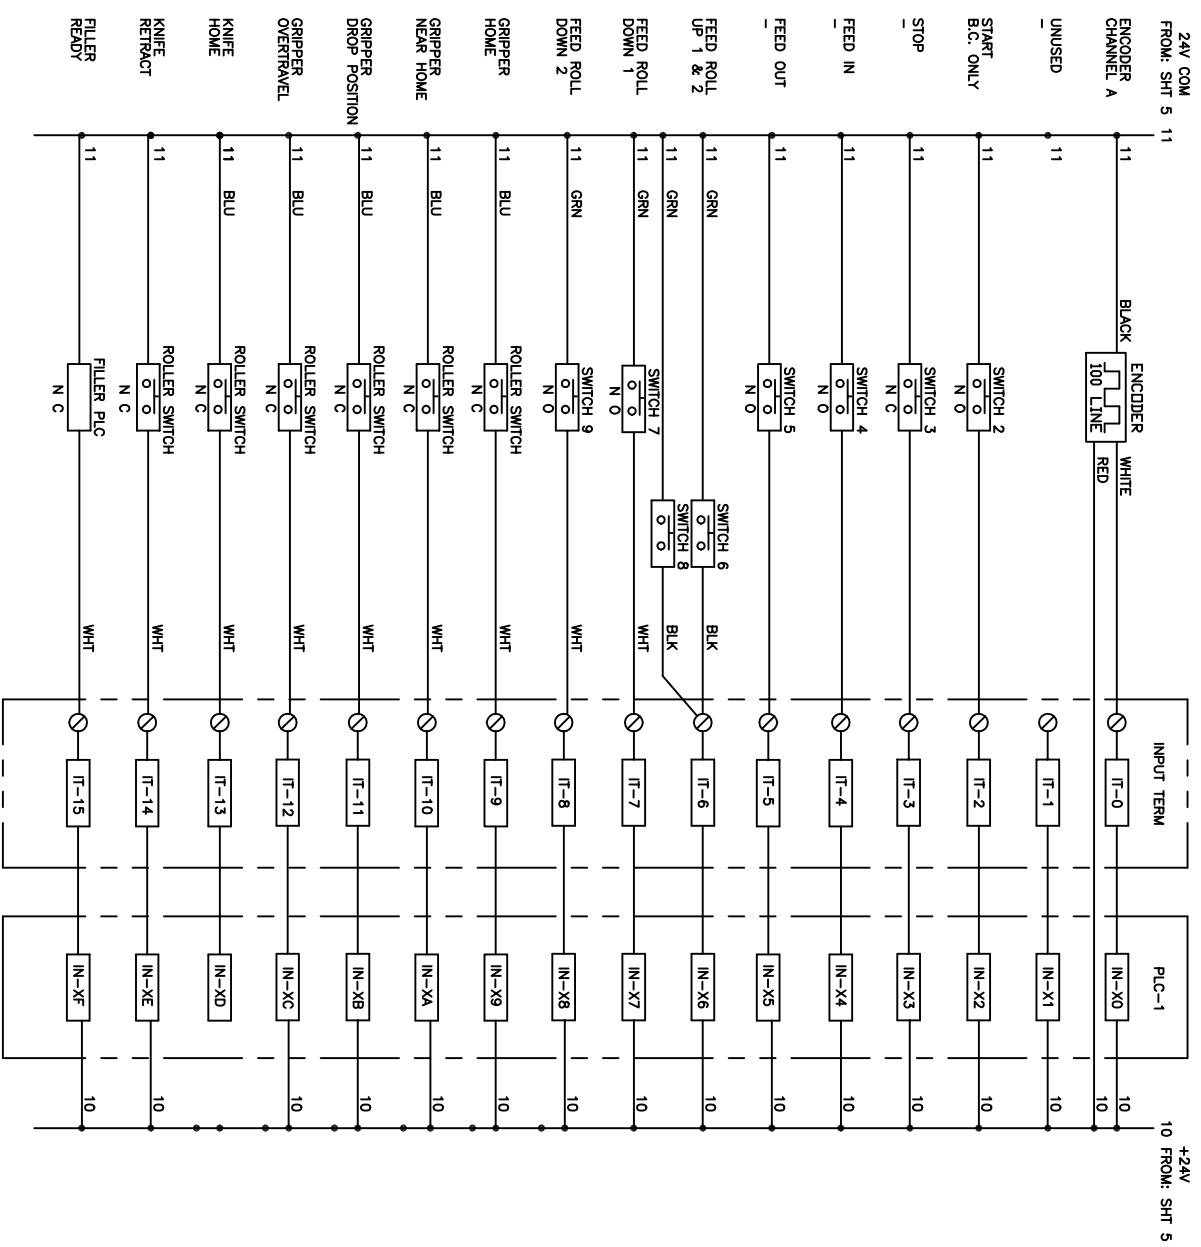 24V COM
FROM: SHT 5 11
INPUT TERM
PLC-1
+24V
10 FROM: SHT 5
ENCODER
CHANNEL A
11
BLACK
ENCODER
100 LINE
WHITE
RED
IT-0
IN-X0
10
10
UNUSED
-
11
IT-1
IN-X1
10
START
B.C. ONLY
11
SWITCH 2
N O
IT-2
IN-X2
10
STOP
-
11
SWITCH 3
N C
IT-3
IN-X3
10
FEED IN
-
11
SWITCH 4
N O
IT-4
IN-X4
10
FEED OUT
-
11
SWITCH 5
N O
IT-5
IN-X5
10
FEED ROLL
UP 1 & 2
11
GRN
SWITCH 6
BLK
IT-6
IN-X6
10
11
GRN
SWITCH 8
BLK
FEED ROLL
DOWN 1
11
GRN
SWITCH 7
N O
WHT
IT-7
IN-X7
10
FEED ROLL
DOWN 2
11
GRN
SWITCH 9
N O
WHT
IT-8
IN-X8
10
GRIPPER
HOME
11
BLU
ROLLER SWITCH
N C
WHT
IT-9
IN-X9
10
GRIPPER
NEAR HOME
11
BLU
ROLLER SWITCH
N C
WHT
IT-10
IN-XA
10
GRIPPER
DROP POSITION
11
BLU
ROLLER SWITCH
N C
WHT
IT-11
IN-XB
10
GRIPPER
OVERTRAVEL
11
BLU
ROLLER SWITCH
N C
WHT
IT-12
IN-XC
10
KNIFE
HOME
11
BLU
ROLLER SWITCH
N C
WHT
IT-13
IN-XD
KNIFE
RETRACT
11
ROLLER SWITCH
N C
WHT
IT-14
IN-XE
10
FILLER
READY
11
FILLER PLC
N C
WHT
IT-15
IN-XF
10